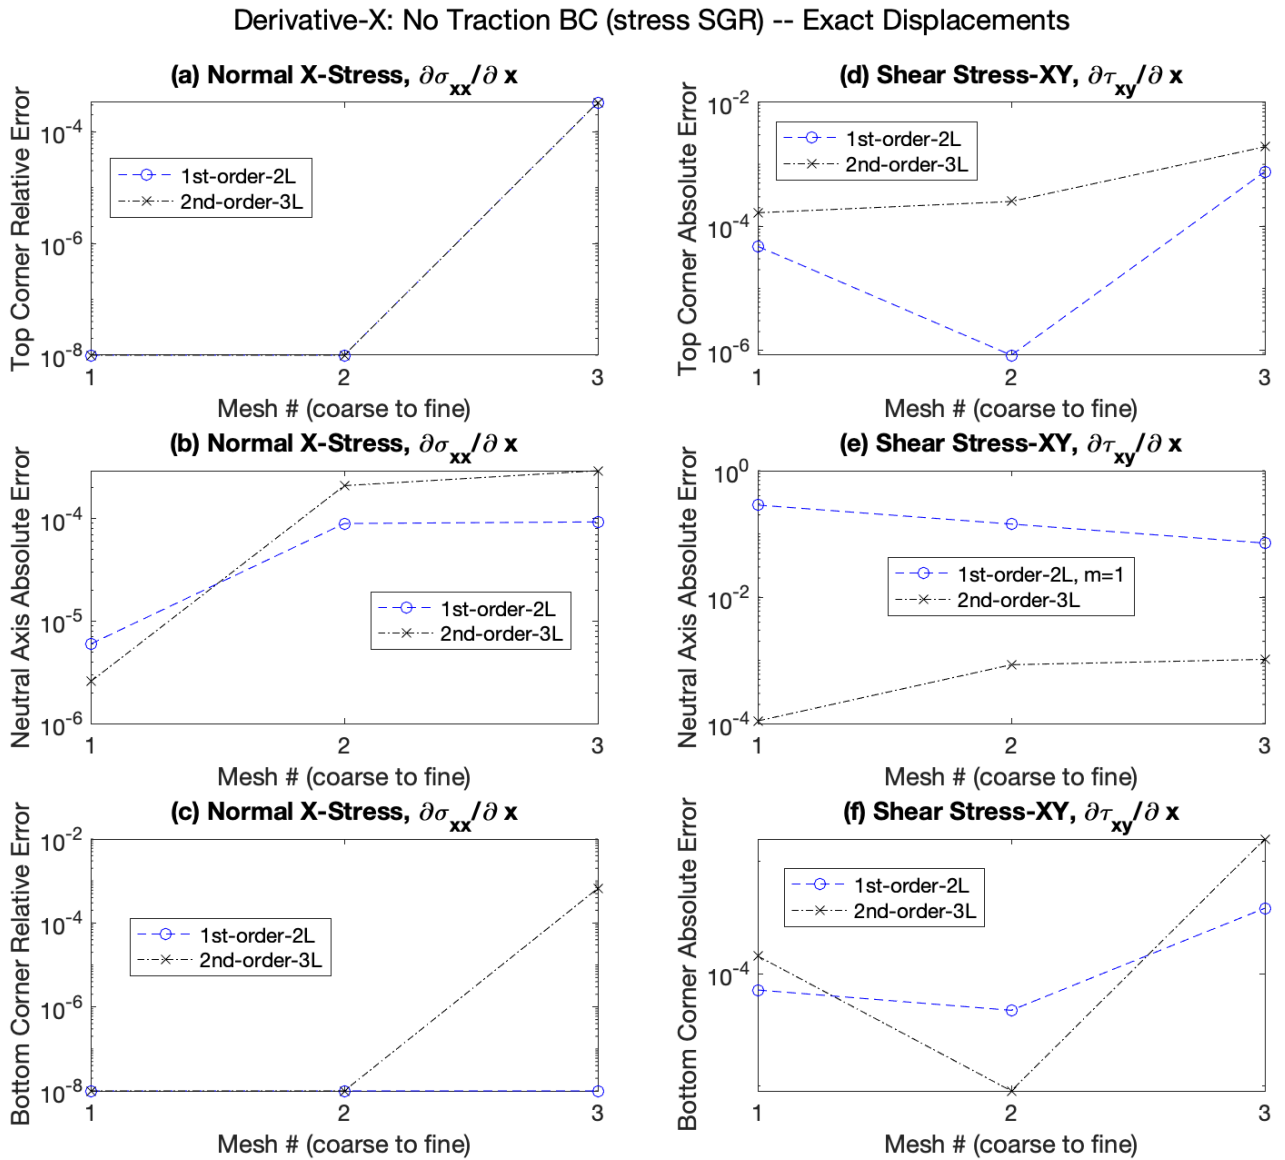 Derivative-X: No Traction BC (stress SGR) -- Exact Displacements
(a) Normal X-Stress, ∂σxx/∂ x
Top Corner Relative Error
10-4
10-6
10-8
1st-order-2L
2nd-order-3L
1 2 3
Mesh # (coarse to fine)
(d) Shear Stress-XY, ∂τxy/∂ x
Top Corner Absolute Error
10-2
10-4
10-6
1st-order-2L
2nd-order-3L
1 2 3
Mesh # (coarse to fine)
(b) Normal X-Stress, ∂σxx/∂ x
Neutral Axis Absolute Error
10-4
10-5
10-6
1st-order-2L
2nd-order-3L
1 2 3
Mesh # (coarse to fine)
(e) Shear Stress-XY, ∂τxy/∂ x
Neutral Axis Absolute Error
100
10-2
10-4
1st-order-2L, m=1
2nd-order-3L
1 2 3
Mesh # (coarse to fine)
(c) Normal X-Stress, ∂σxx/∂ x
Bottom Corner Relative Error
10-2
10-4
10-6
10-8
1st-order-2L
2nd-order-3L
1 2 3
Mesh # (coarse to fine)
(f) Shear Stress-XY, ∂τxy/∂ x
Bottom Corner Absolute Error
10-4
1st-order-2L
2nd-order-3L
1 2 3
Mesh # (coarse to fine)